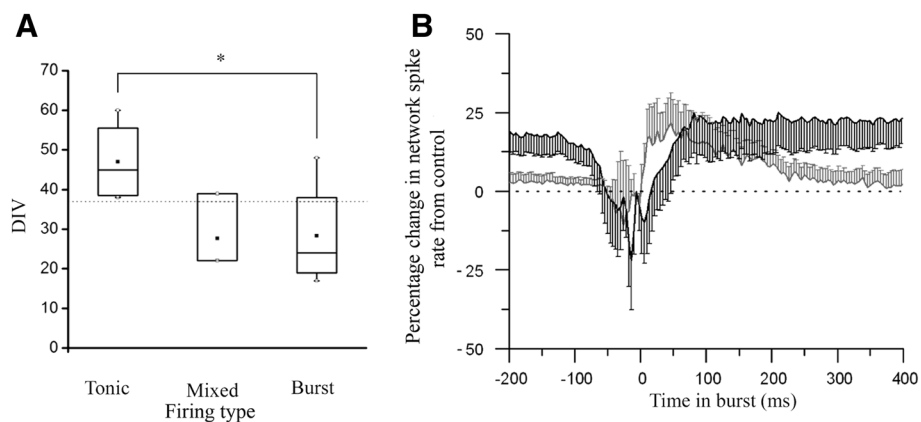 A
B
*
70
60
50
40
30
20
10
0
DIV
Tonic
Mixed
Burst
Firing type
50
25
0
-25
-50
Percentage change in network spike
rate from control
-200
-100
0
100
200
300
400
Time in burst (ms)